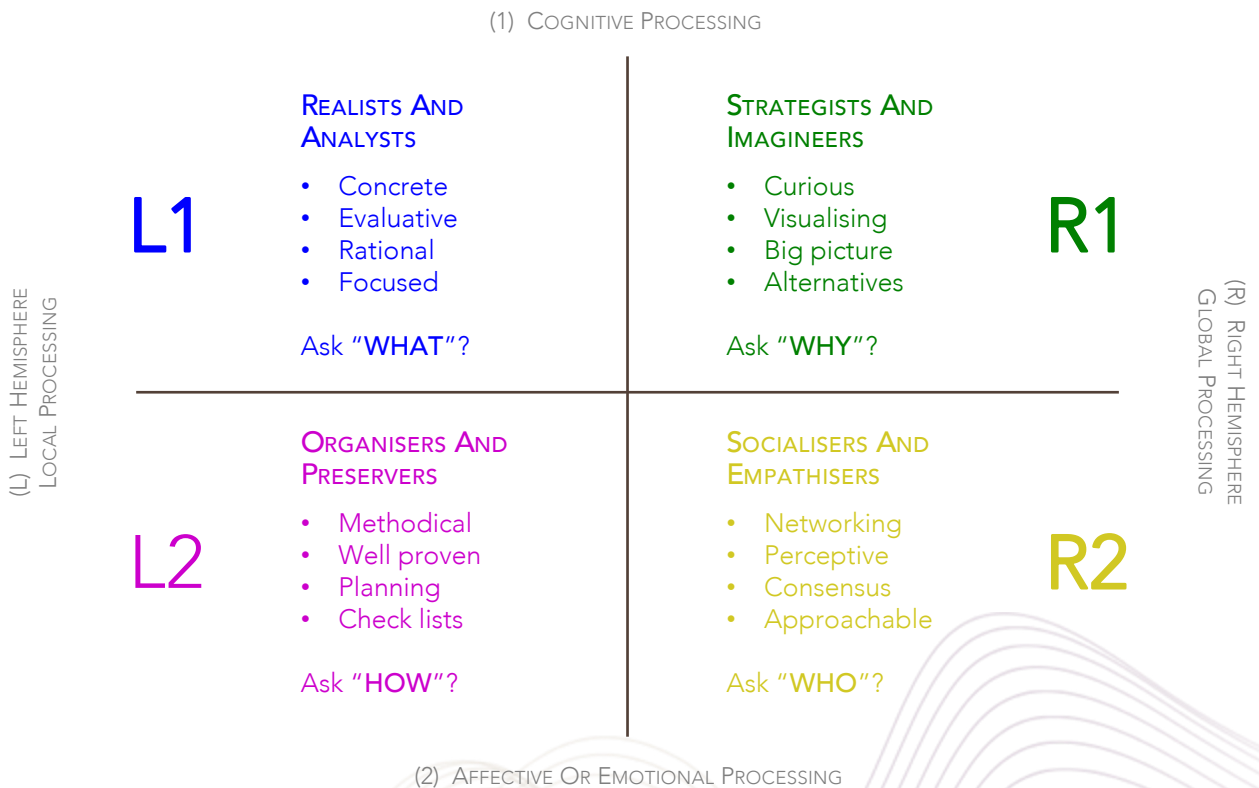 (1) Cognitive Processing
Realists And
Analysts
• Concrete
• Evaluative
• Rational
• Focused
Ask “WHAT”?
L1
Strategists And
Imagineers
• Curious
• Visualising
• Big picture
• Alternatives
Ask “WHY”?
R1
(L) Left Hemisphere
Local Processing
(R) Right Hemisphere
Global Processing
Organisers And
Preservers
• Methodical
• Well proven
• Planning
• Check lists
Ask “HOW”?
L2
Socialisers And
Empathisers
• Networking
• Perceptive
• Consensus
• Approachable
Ask “WHO”?
R2
(2) Affective Or Emotional Processing